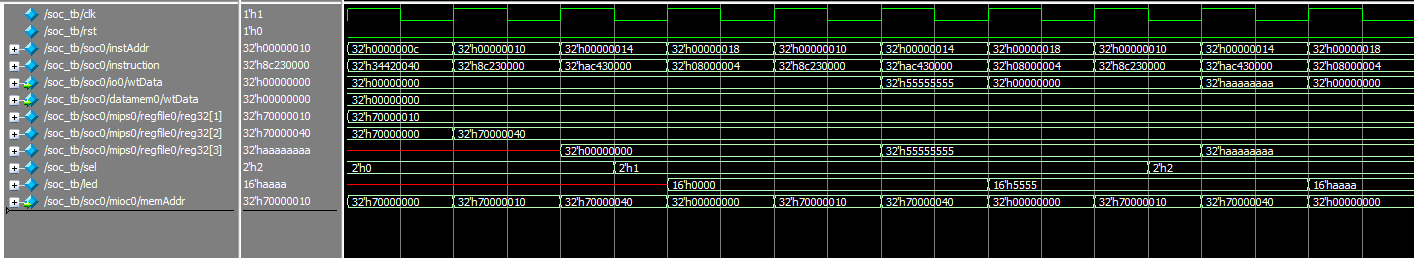 /soc_tb/clk 1'h1
/soc_tb/rst 1'h0
/soc_tb/soc0/instAddr 32'h00000010 32'h0000000c 32'h00000010 32'h00000014 32'h00000018 32'h00000010 32'h00000014 32'h00000018 32'h00000010 32'h00000014 32'h00000018
/soc_tb/soc0/instruction 32'h8c230000 32'h34420040 32'h8c230000 32'hac430000 32'h08000004 32'h8c230000 32'hac430000 32'h08000004 32'h8c230000 32'hac430000 32'h08000004
/soc_tb/soc0/io0/wtData 32'h00000000 32'h00000000 32'h55555555 32'h00000000 32'haaaaaaaa 32'h00000000
/soc_tb/soc0/datamem0/wtData 32'h00000000 32'h00000000
/soc_tb/soc0/mips0/regfile0/reg32[1] 32'h70000010 32'h70000010
/soc_tb/soc0/mips0/regfile0/reg32[2] 32'h70000040 32'h70000000 32'h70000040
/soc_tb/soc0/mips0/regfile0/reg32[3] 32'haaaaaaaa 32'h00000000 32'h55555555 32'haaaaaaaa
/soc_tb/sel 2'h2 2'h0 2'h1 2'h2
/soc_tb/led 16'haaaa 16'h0000 16'h5555 16'haaaa
/soc_tb/soc0/mioc0/memAddr 32'h70000010 32'h70000000 32'h70000010 32'h70000040 32'h00000000 32'h70000010 32'h70000040 32'h00000000 32'h70000010 32'h70000040 32'h00000000